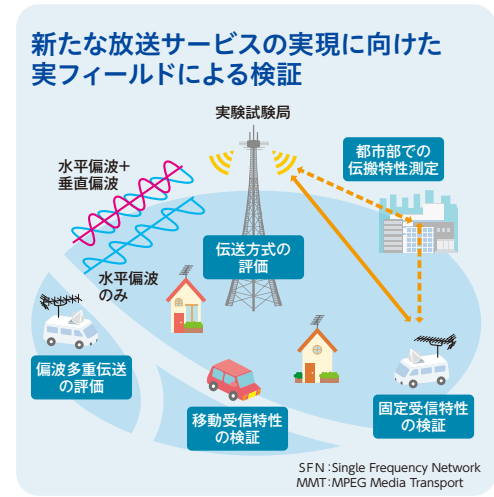 新たな放送サービスの実現に向けた
実フィールドによる検証
実験試験局
水平偏波+
垂直偏波
都市部での
伝搬特性測定
伝送方式の
評価
水平偏波
のみ
偏波多重伝送
の評価
移動受信特性
の検証
固定受信特性
の検証
SFN:Single Frequency Network
MMT:MPEG Media Transport